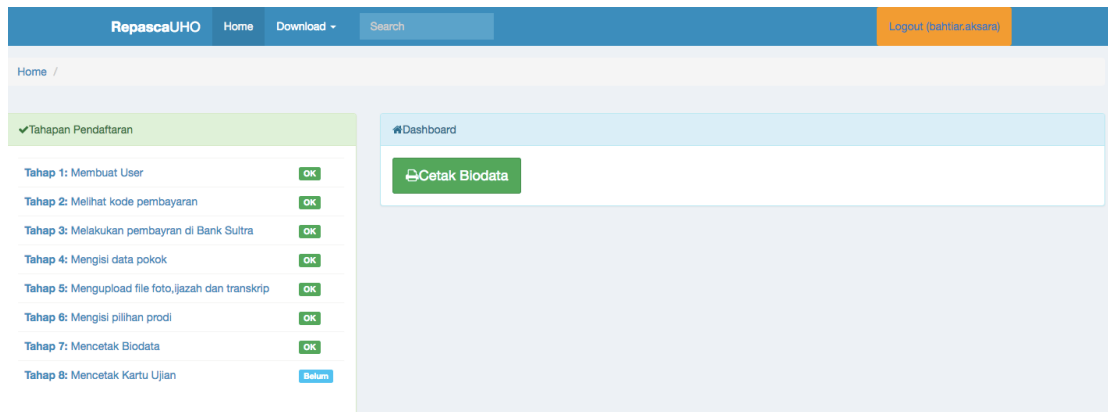 RepascaUHO Home Download Search Logout (bahtiar.aksara)
Home /
Tahapan Pendaftaran
Tahap 1: Membuat User OK
Tahap 2: Melihat kode pembayaran OK
Tahap 3: Melakukan pembayran di Bank Sultra OK
Tahap 4: Mengisi data pokok OK
Tahap 5: Mengupload file foto,ijazah dan transkrip OK
Tahap 6: Mengisi pilihan prodi OK
Tahap 7: Mencetak Biodata OK
Tahap 8: Mencetak Kartu Ujian Belum
Dashboard
Cetak Biodata